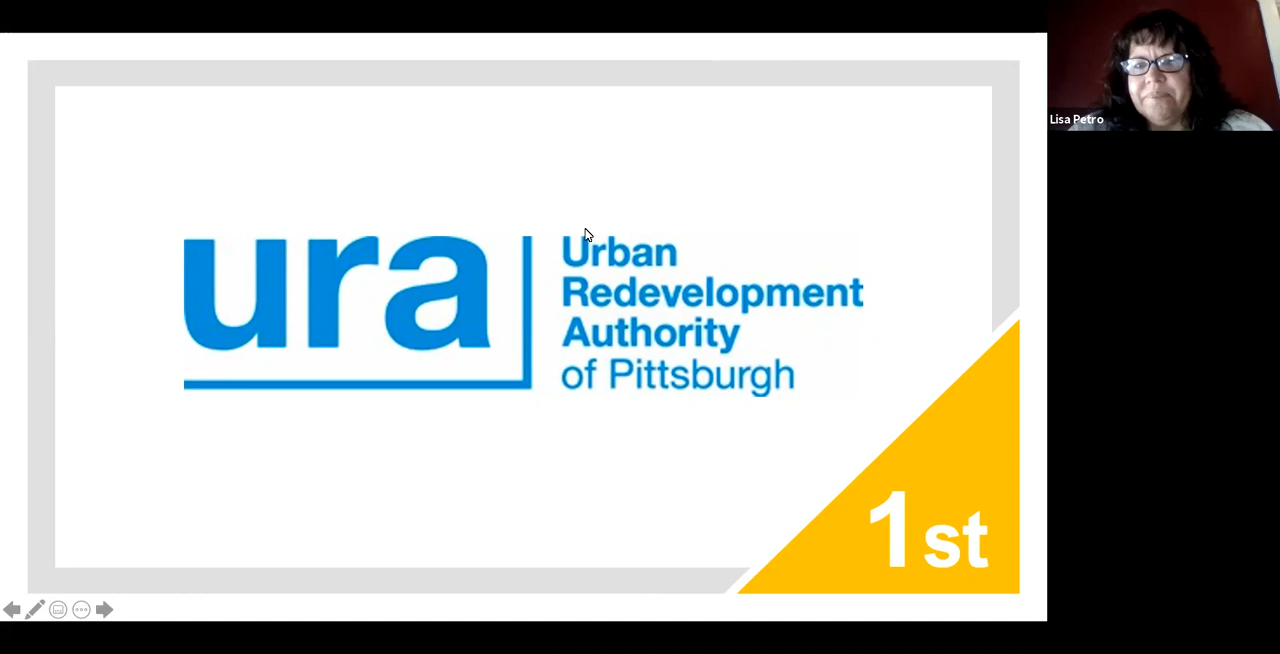 ura
Urban
Redevelopment
Authority
of Pittsburgh
1st
Lisa Petro